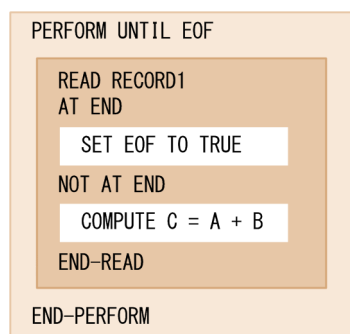 PERFORM UNTIL EOF
READ RECORD1
AT END
SET EOF TO TRUE
NOT AT END
COMPUTE C = A + B
END-READ
END-PERFORM